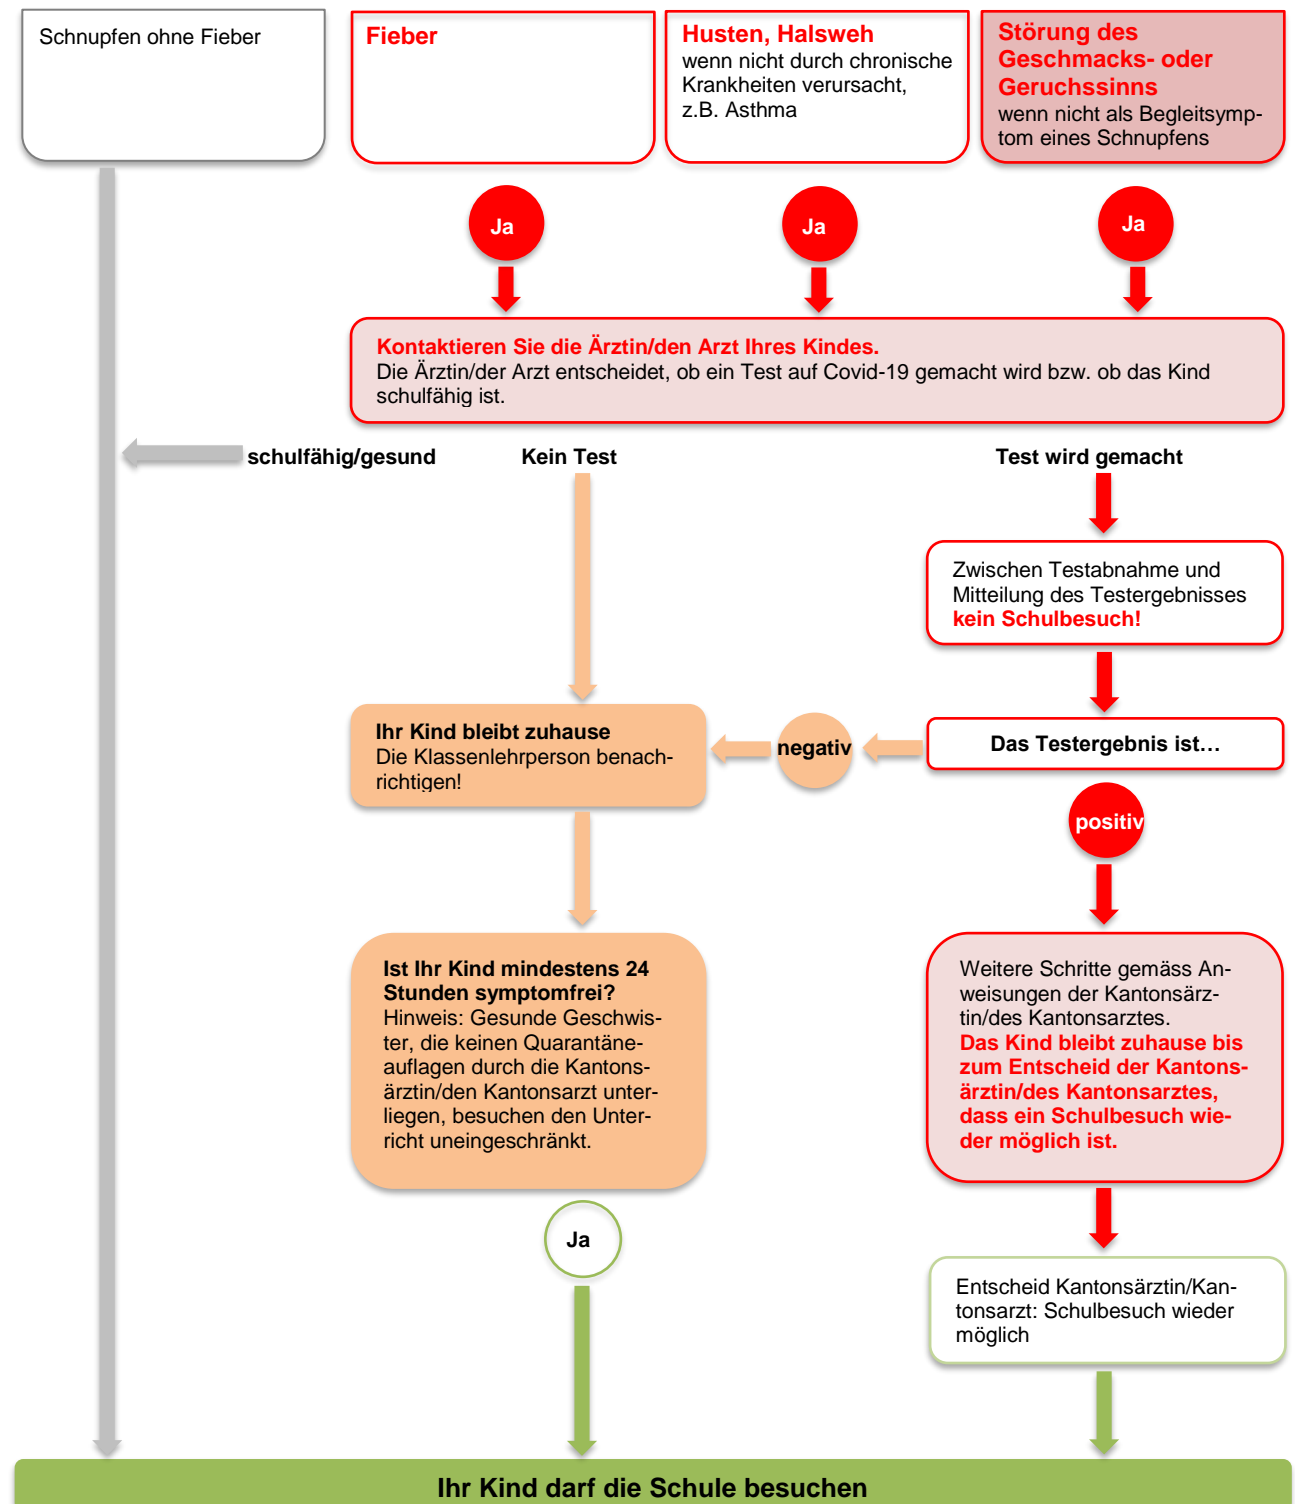 Schnupfen ohne Fieber
Fieber
Husten, Halsweh
wenn nicht durch chronische
Krankheiten verursacht,
z.B. Asthma
Störung des
Geschmacks- oder
Geruchssinns
wenn nicht als Begleitsymp-
tom eines Schnupfens
Ja
Ja
Ja
Kontaktieren Sie die Ärztin/den Arzt Ihres Kindes.
Die Ärztin/der Arzt entscheidet, ob ein Test auf Covid-19 gemacht wird bzw. ob das Kind
schulfähig ist.
schulfähig/gesund
Kein Test
Test wird gemacht
Zwischen Testabnahme und
Mitteilung des Testergebnisses
kein Schulbesuch!
Ihr Kind bleibt zuhause
Die Klassenlehrperson benach-
richtigen!
negativ
Das Testergebnis ist…
positiv
Ist Ihr Kind mindestens 24
Stunden symptomfrei?
Hinweis: Gesunde Geschwis-
ter, die keinen Quarantäne-
auflagen durch die Kantons-
ärztin/den Kantonsarzt unter-
liegen, besuchen den Unter-
richt uneingeschränkt.
Weitere Schritte gemäss An-
weisungen der Kantonsärz-
tin/des Kantonsarztes.
Das Kind bleibt zuhause bis
zum Entscheid der Kantons-
ärztin/des Kantonsarztes,
dass ein Schulbesuch wie-
der möglich ist.
Ja
Entscheid Kantonsärztin/Kan-
tonsarzt: Schulbesuch wieder
möglich
Ihr Kind darf die Schule besuchen